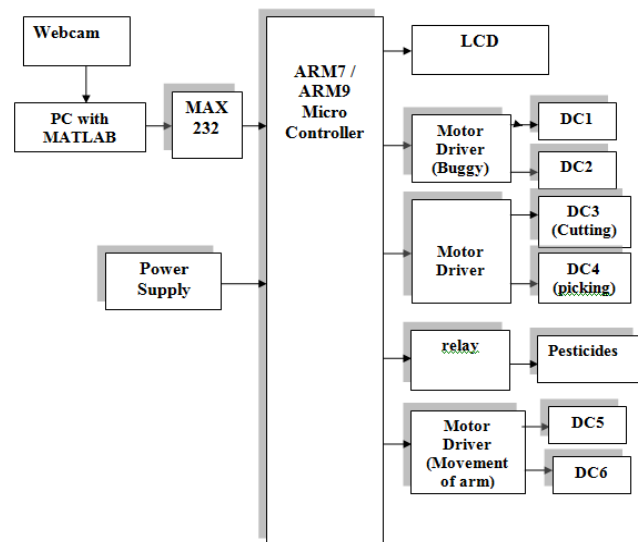 Webcam
PC with
MATLAB
MAX
232
Power
Supply
ARM7 /
ARM9
Micro
Controller
LCD
Motor
Driver
(Buggy)
DC1
DC2
Motor
Driver
DC3
(Cutting)
DC4
(picking)
relay
Pesticides
Motor
Driver
(Movement
of arm)
DC5
DC6